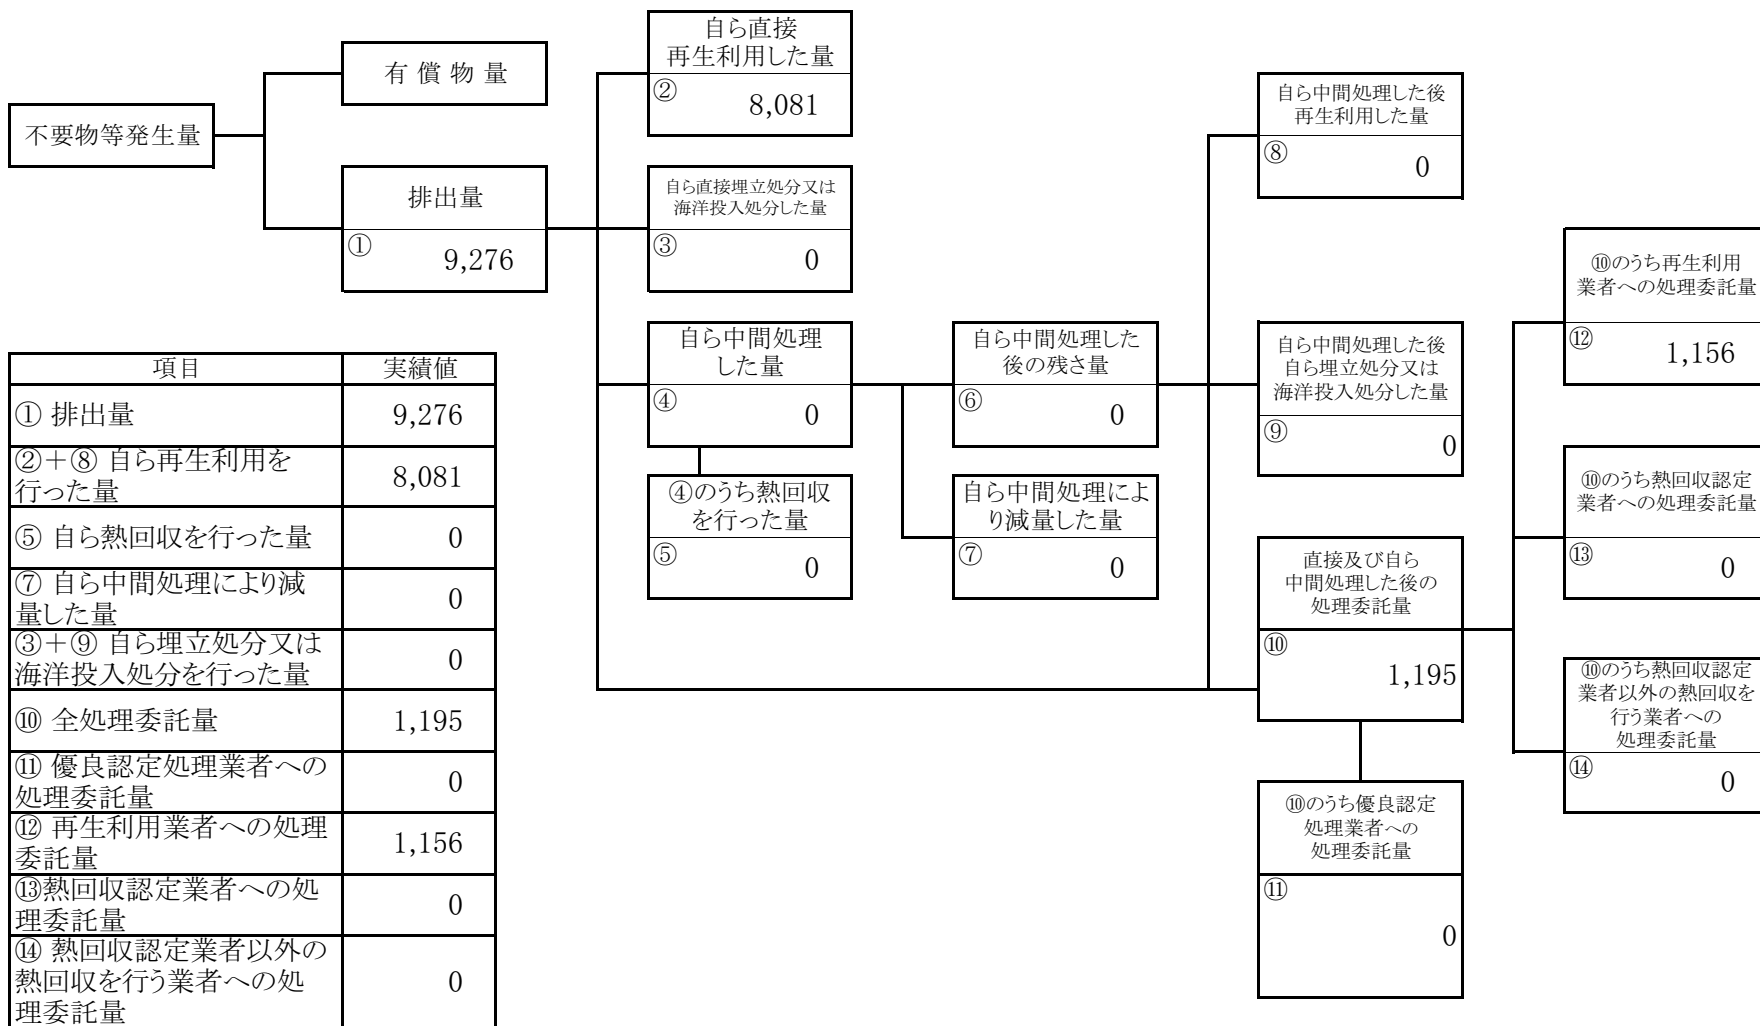 不要物等発生量
有 償 物 量
排出量
①
9,276
自ら直接
再生利用した量
②
8,081
自ら直接埋立処分又は
海洋投入処分した量
③
0
自ら中間処理
した量
④
0
④のうち熱回収
を行った量
⑤
0
自ら中間処理した
後の残さ量
⑥
0
自ら中間処理によ
り減量した量
⑦
0
自ら中間処理した後
再生利用した量
⑧
0
自ら中間処理した後
自ら埋立処分又は
海洋投入処分した量
⑨
0
直接及び自ら
中間処理した後の
処理委託量
⑩
1,195
⑩のうち優良認定
処理業者への
処理委託量
⑪
0
⑩のうち再生利用
業者への処理委託量
⑫
1,156
⑩のうち熱回収認定
業者への処理委託量
⑬
0
⑩のうち熱回収認定
業者以外の熱回収を
行う業者への
処理委託量
⑭
0
項目 実績値
① 排出量 9,276
②＋⑧ 自ら再生利用を
行った量 8,081
⑤ 自ら熱回収を行った量 0
⑦ 自ら中間処理により減
量した量 0
③＋⑨ 自ら埋立処分又は
海洋投入処分を行った量 0
⑩ 全処理委託量 1,195
⑪ 優良認定処理業者への
処理委託量 0
⑫ 再生利用業者への処理
委託量 1,156
⑬熱回収認定業者への処
理委託量 0
⑭ 熱回収認定業者以外の
熱回収を行う業者への処
理委託量 0